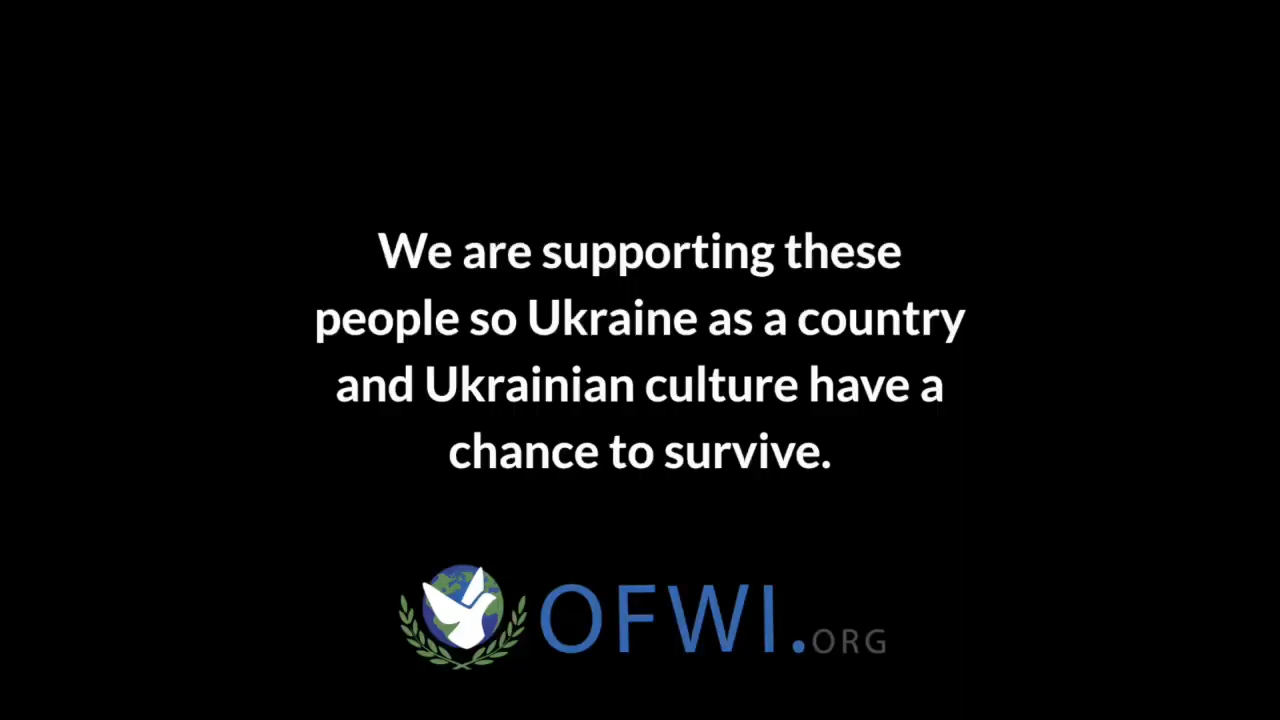 We are supporting these
people so Ukraine as a country
and Ukrainian culture have a
chance to survive.
OFWI.ORG